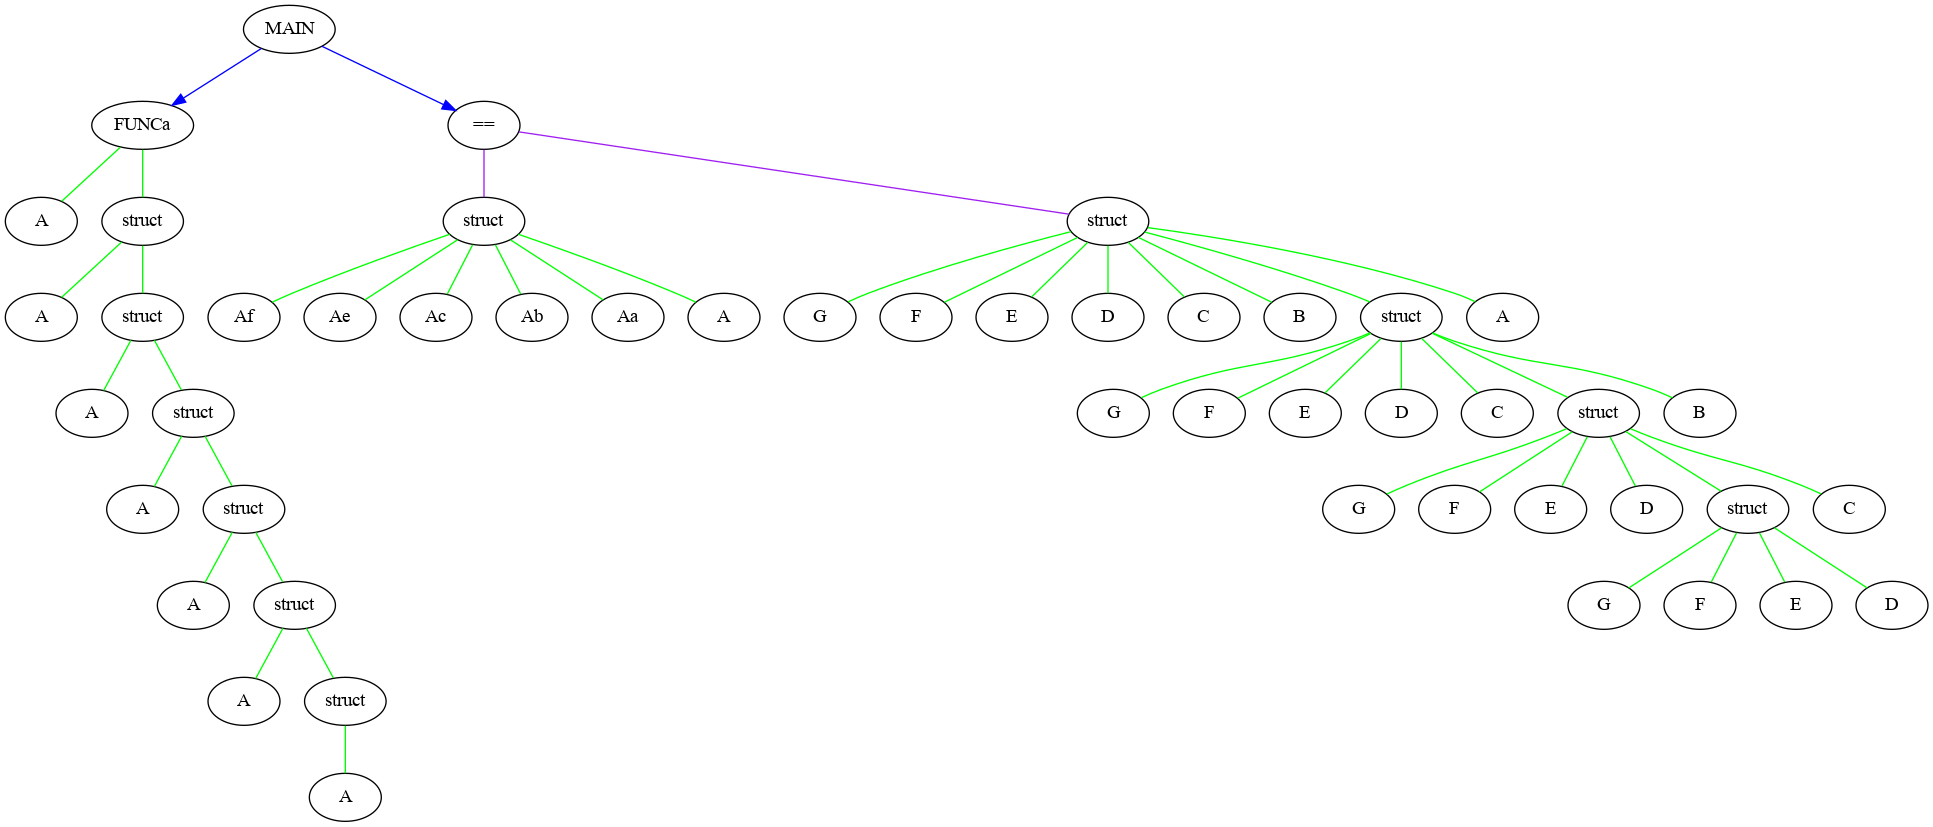 MAIN
FUNCa ==
A struct struct struct
A struct Af Ae Ac Ab Aa A G F E D C B struct A
A struct G F E D C struct B
A struct G F E D struct C
A struct G F E D
A struct
A